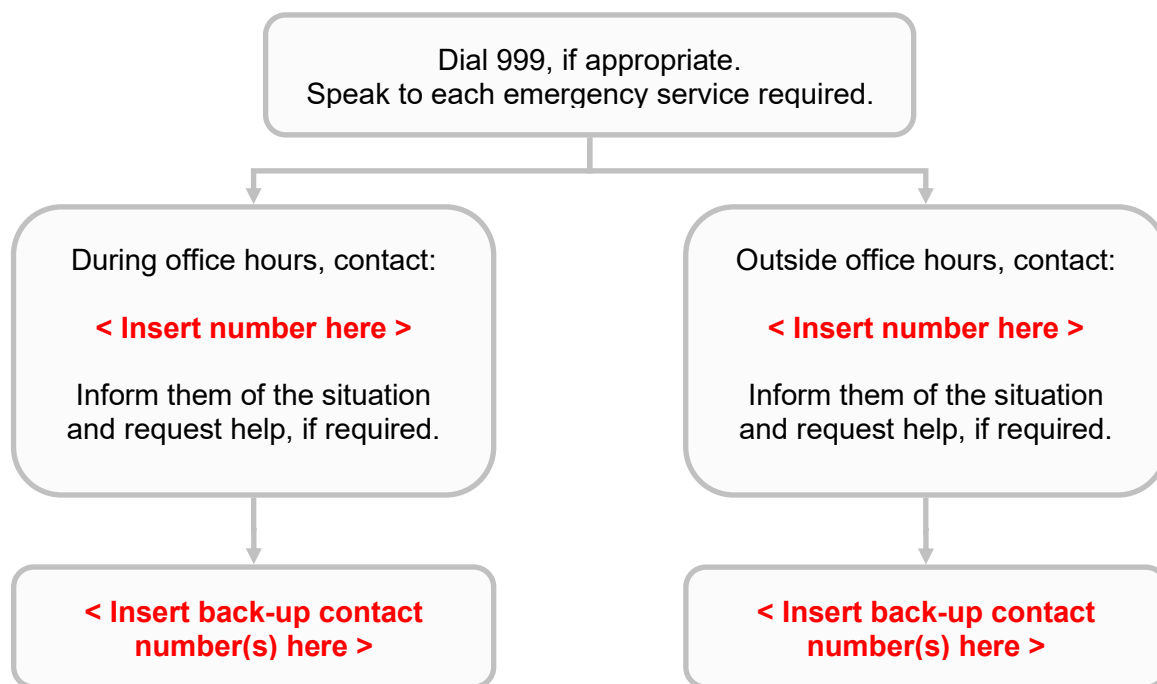 Dial 999, if appropriate.
Speak to each emergency service required.
During office hours, contact:
< Insert number here >
Inform them of the situation
and request help, if required.
Outside office hours, contact:
< Insert number here >
Inform them of the situation
and request help, if required.
< Insert back-up contact
number(s) here >
< Insert back-up contact
number(s) here >